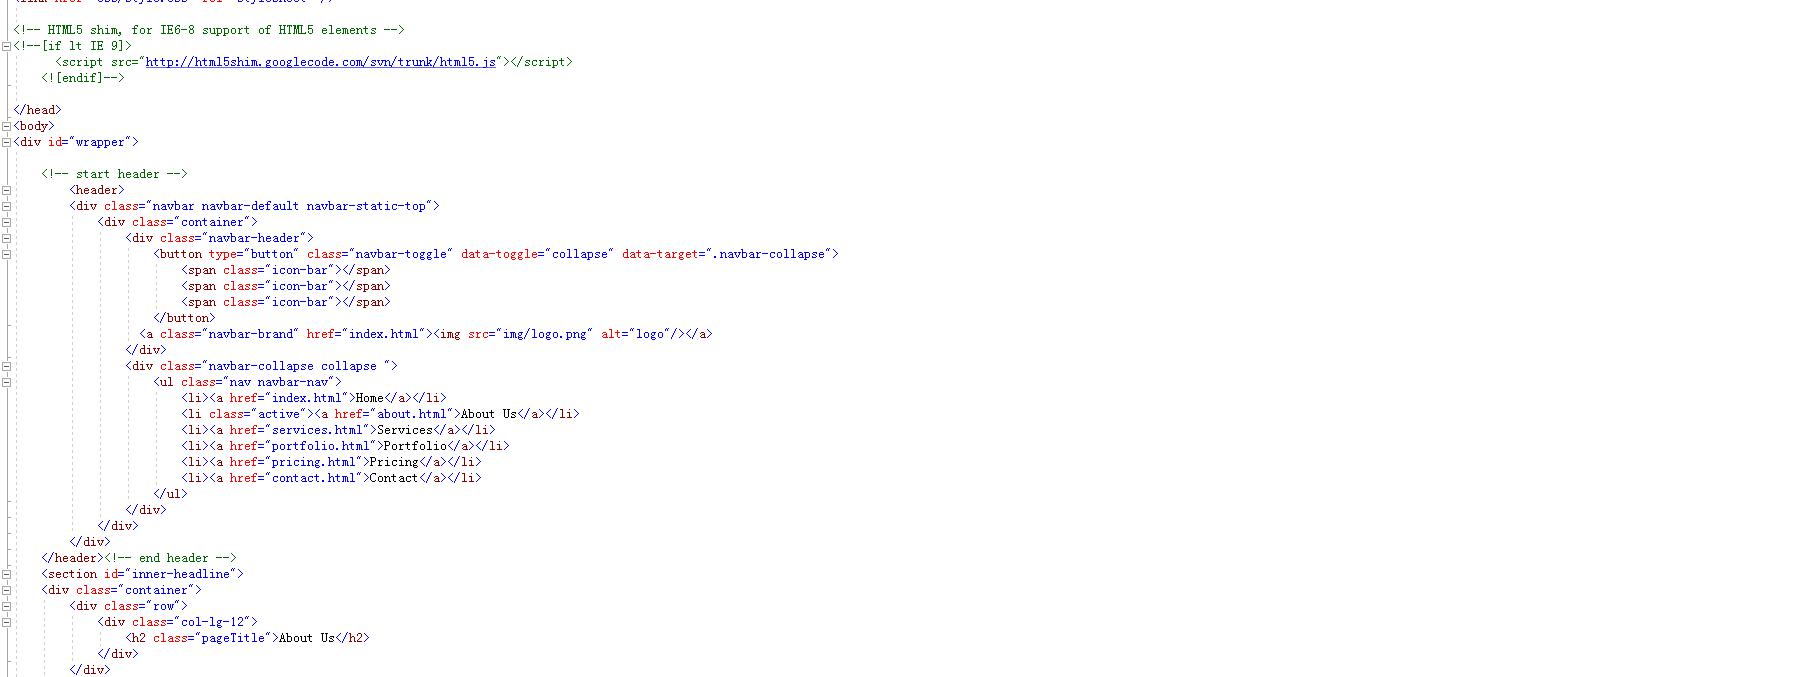 <!-- HTML5 shim, for IE6-8 support of HTML5 elements -->
<!--[if lt IE 9]>
<script src="http://html5shim.googlecode.com/svn/trunk/html5.js"></script>
<![endif]-->
</head>
<body>
<div id="wrapper">
<!-- start header -->
<header>
<div class="navbar navbar-default navbar-static-top">
<div class="container">
<div class="navbar-header">
<button type="button" class="navbar-toggle" data-toggle="collapse" data-target=".navbar-collapse">
<span class="icon-bar"></span>
<span class="icon-bar"></span>
<span class="icon-bar"></span>
</button>
<a class="navbar-brand" href="index.html"><img src="img/logo.png" alt="logo"/></a>
</div>
<div class="navbar-collapse collapse ">
<ul class="nav navbar-nav">
<li><a href="index.html">Home</a></li>
<li class="active"><a href="about.html">About Us</a></li>
<li><a href="services.html">Services</a></li>
<li><a href="portfolio.html">Portfolio</a></li>
<li><a href="pricing.html">Pricing</a></li>
<li><a href="contact.html">Contact</a></li>
</ul>
</div>
</div>
</div>
</header><!-- end header -->
<section id="inner-headline">
<div class="container">
<div class="row">
<div class="col-lg-12">
<h2 class="pageTitle">About Us</h2>
</div>
</div>